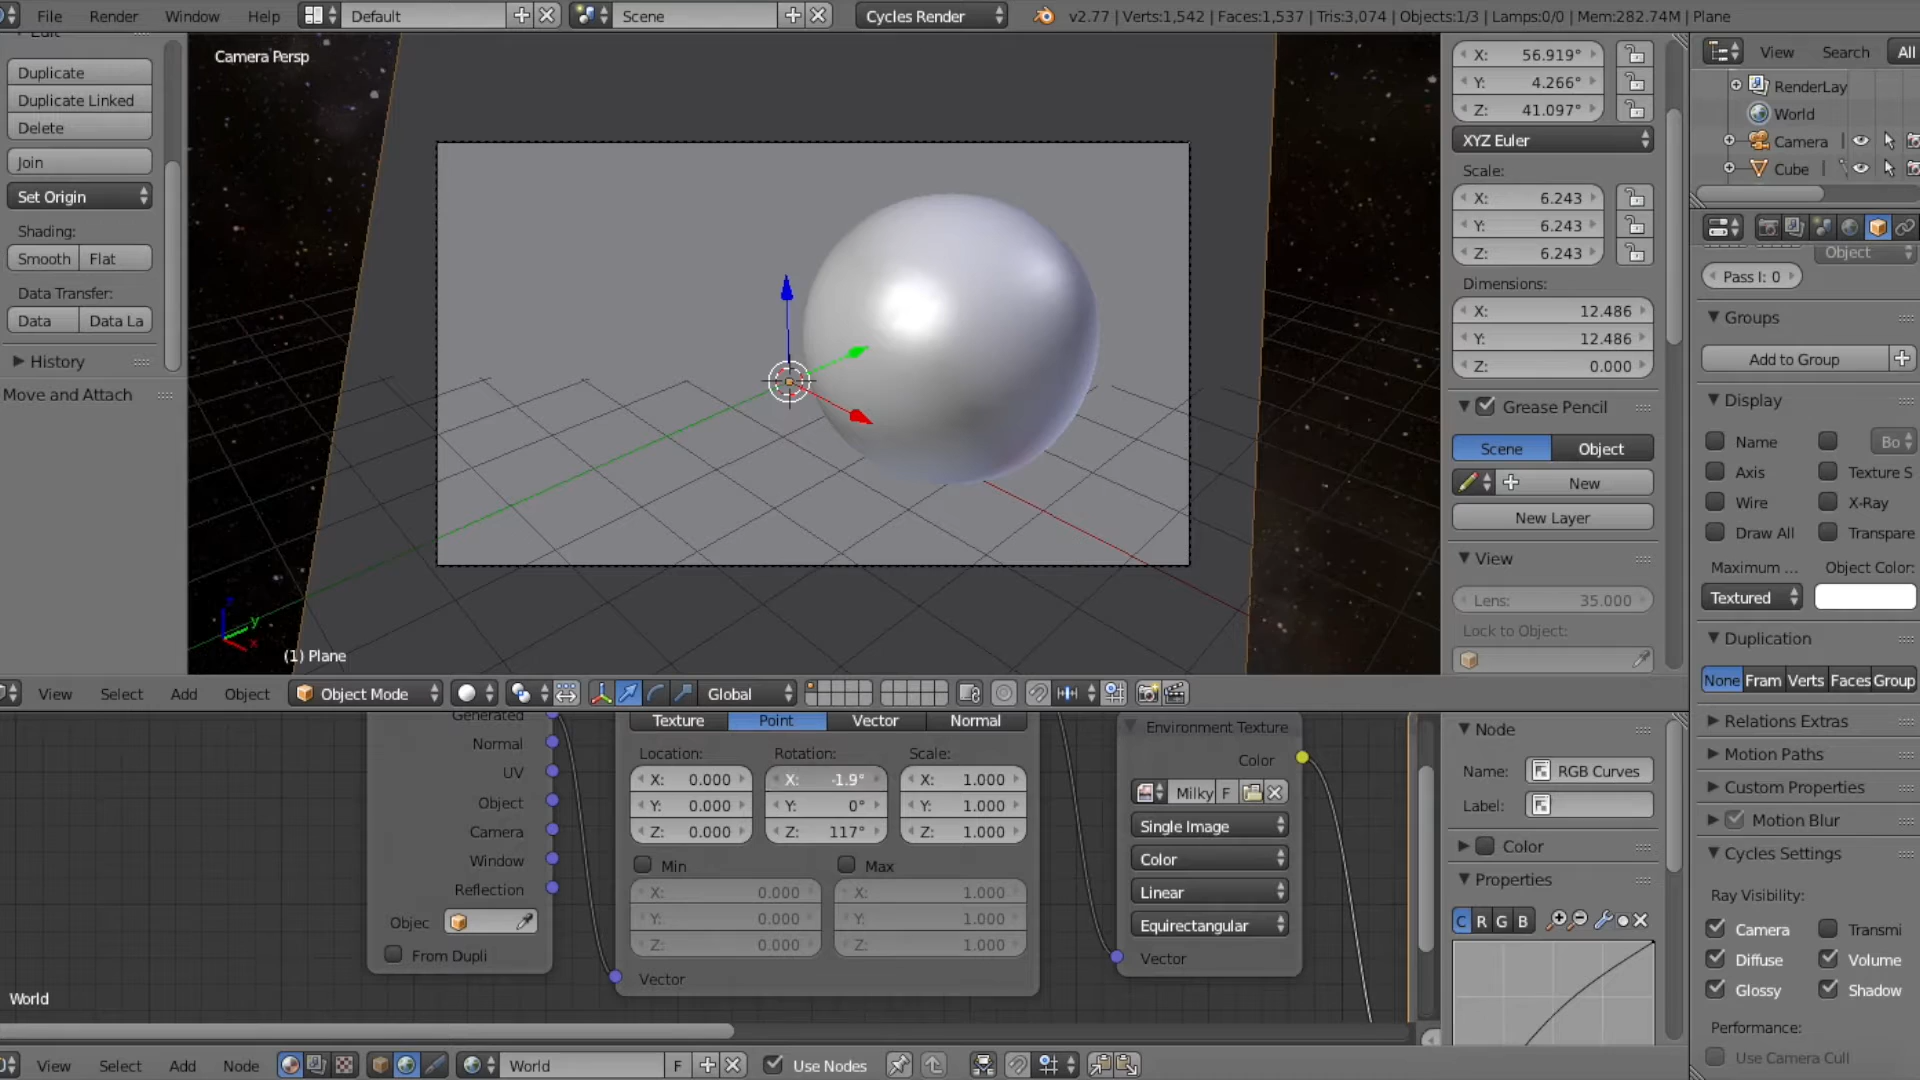 File Render Window Help Default Scene Cycles Render v2.77 | Verts:1,542 | Faces:1,537 | Tris:3,074 | Objects:1/3 | Lamps:0/0 | Mem:282.74M | Plane
Edit
Duplicate
Duplicate Linked
Delete
Join
Set Origin
Shading:
Smooth Flat
Data Transfer:
Data Data La
History
Move and Attach
Camera Persp
(1) Plane
X: 56.919°
Y: 4.266°
Z: 41.097°
XYZ Euler
Scale:
X: 6.243
Y: 6.243
Z: 6.243
Dimensions:
X: 12.486
Y: 12.486
Z: 0.000
Grease Pencil
Scene Object
New
New Layer
View
Lens: 35.000
Lock to Object:
View Search All
RenderLay
World
Camera
Cube
Object
Pass I: 0
Groups
Add to Group
Display
Name Bo
Axis Texture S
Wire X-Ray
Draw All Transpare
Maximum ... Object Color:
Textured
Duplication
None Fram Verts Faces Group
Relations Extras
Motion Paths
Custom Properties
Motion Blur
Cycles Settings
Ray Visibility:
Camera Transmi
Diffuse Volume
Glossy Shadow
Performance:
Use Camera Cull
View Select Add Object Object Mode Global
Generated
Normal
UV
Object
Camera
Window
Reflection
Objec
From Dupli
World
Texture Point Vector Normal
Location: Rotation: Scale:
X: 0.000 X: -1.9° X: 1.000
Y: 0.000 Y: 0° Y: 1.000
Z: 0.000 Z: 117° Z: 1.000
Min Max
X: 0.000 X: 1.000
Y: 0.000 Y: 1.000
Z: 0.000 Z: 1.000
Vector
Environment Texture
Color
Milky F
Single Image
Color
Linear
Equirectangular
Vector
Node
Name: RGB Curves
Label:
Color
Properties
C R G B
View Select Add Node World F Use Nodes